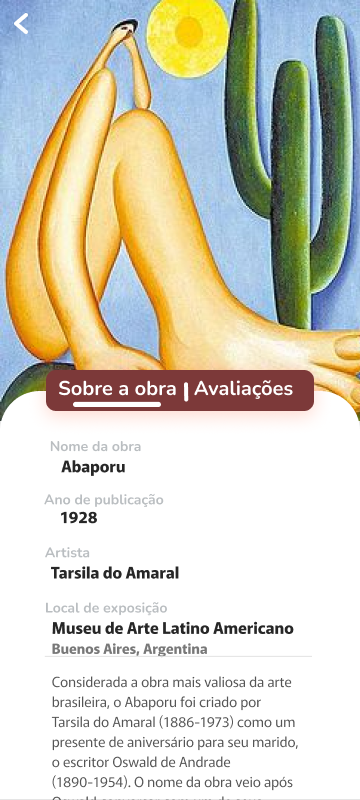 Sobre a obra | Avaliações
Nome da obra
Abaporu
Ano de publicação
1928
Artista
Tarsila do Amaral
Local de exposição
Museu de Arte Latino Americano
Buenos Aires, Argentina
Considerada a obra mais valiosa da arte
brasileira, o Abaporu foi criado por
Tarsila do Amaral (1886-1973) como um
presente de aniversário para seu marido,
o escritor Oswald de Andrade
(1890-1954). O nome da obra veio após